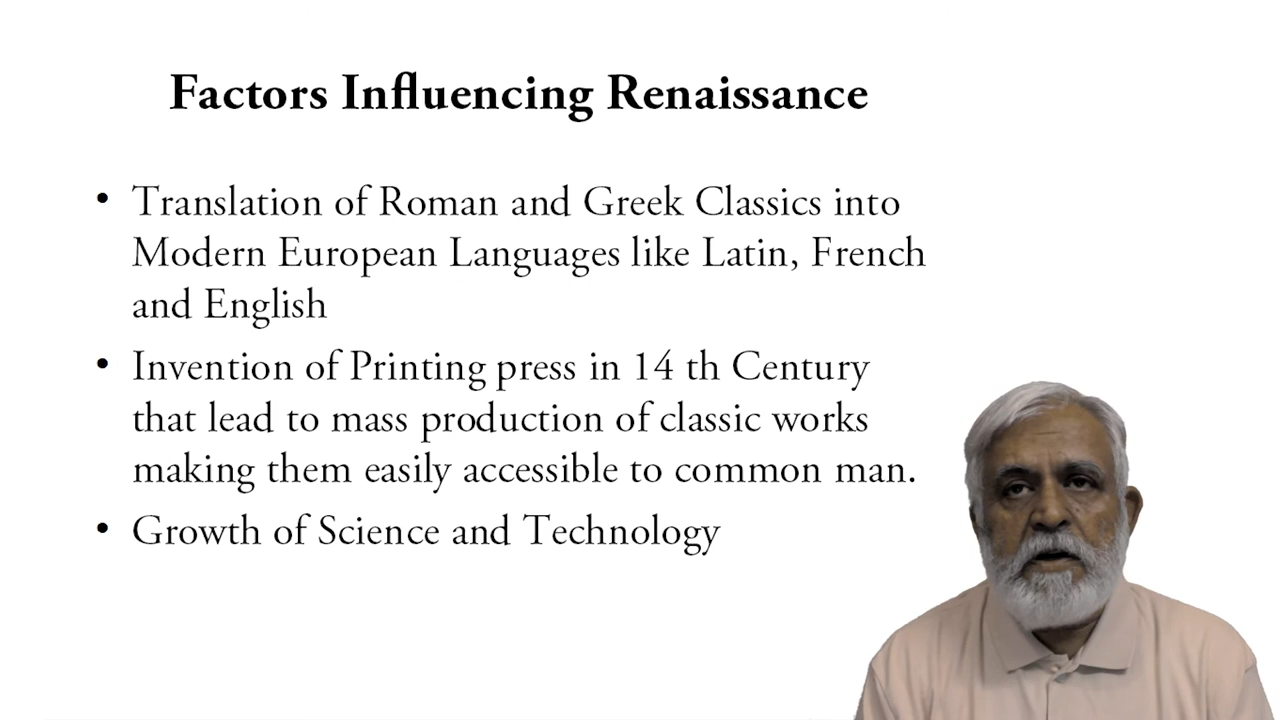 Factors Influencing Renaissance
• Translation of Roman and Greek Classics into
Modern European Languages like Latin, French
and English
• Invention of Printing press in 14 th Century
that lead to mass production of classic works
making them easily accessible to common man.
• Growth of Science and Technology